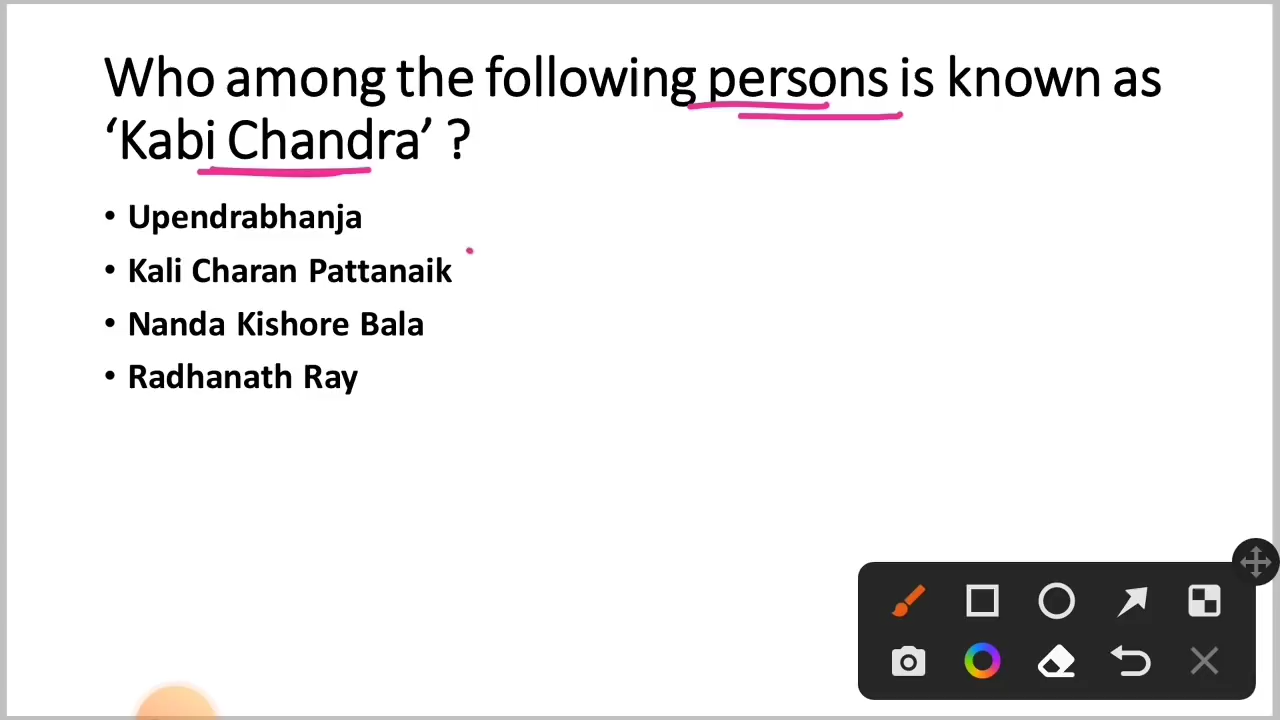 Who among the following persons is known as
‘Kabi Chandra’ ?
• Upendrabhanja
• Kali Charan Pattanaik
• Nanda Kishore Bala
• Radhanath Ray